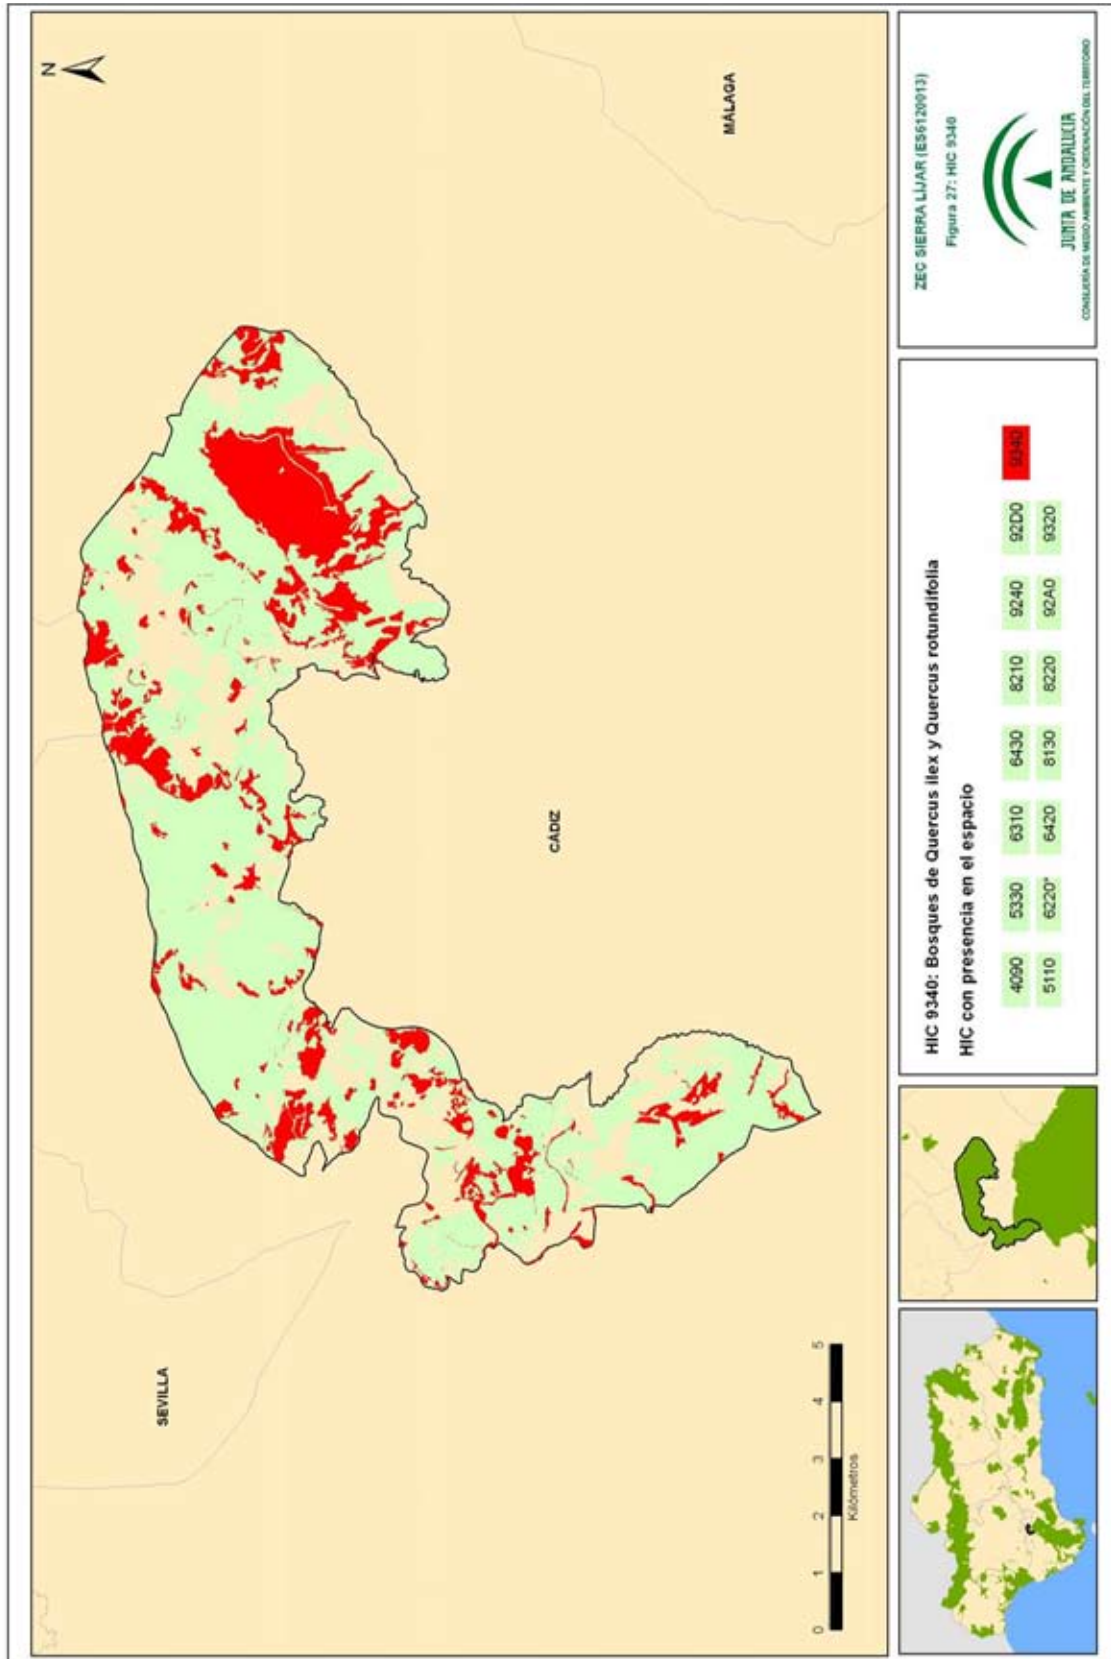 N
SEVILLA
MÁLAGA
CÁDIZ
0 1 2 3 4 5
Kilómetros
HIC 9340: Bosques de Quercus ilex y Quercus rotundifolia
HIC con presencia en el espacio
4090 5330 6310 6430 8210 9240 92D0 9340
5110 6220* 6420 8130 8220 92A0 9320
ZEC SIERRA LÍJAR (ES6120013)
Figura 27: HIC 9340
JUNTA DE ANDALUCIA
CONSEJERÍA DE MEDIO AMBIENTE Y ORDENACIÓN DEL TERRITORIO